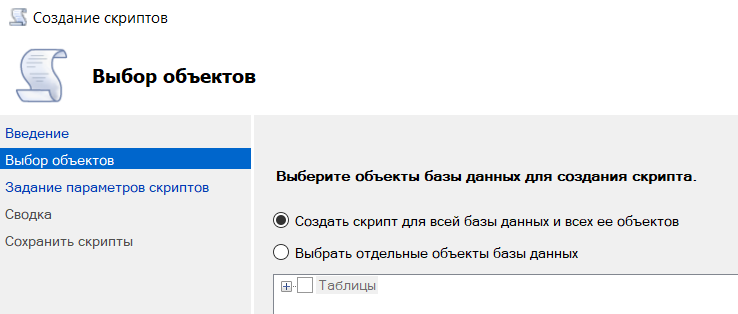 Создание скриптов
Выбор объектов
Введение
Выбор объектов
Задание параметров скриптов
Сводка
Сохранить скрипты
Выберите объекты базы данных для создания скрипта.
Создать скрипт для всей базы данных и всех ее объектов
Выбрать отдельные объекты базы данных
Таблицы